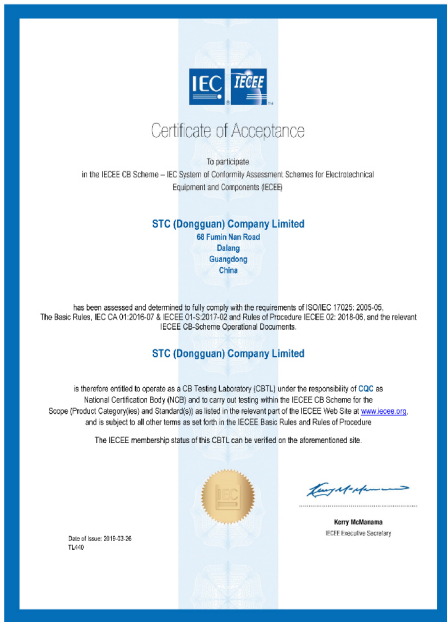 IEC IECEE
Certificate of Acceptance
To participate
in the IECEE CB Scheme – IEC System of Conformity Assessment Schemes for Electrotechnical
Equipment and Components (IECEE)
STC (Dongguan) Company Limited
68 Fumin Nan Road
Dalang
Guangdong
China
has been assessed and determined to fully comply with the requirements of ISO/IEC 17025: 2005-05,
The Basic Rules, IEC CA 01:2016-07 & IECEE 01-S:2017-02 and Rules of Procedure IECEE 02: 2018-06, and the relevant
IECEE CB-Scheme Operational Documents.
STC (Dongguan) Company Limited
is therefore entitled to operate as a CB Testing Laboratory (CBTL) under the responsibility of CQC as
National Certification Body (NCB) and to carry out testing within the IECEE CB Scheme for the
Scope (Product Category(ies) and Standard(s)) as listed in the relevant part of the IECEE Web Site at www.iecee.org,
and is subject to all other terms as set forth in the IECEE Basic Rules and Rules of Procedure
The IECEE membership status of this CBTL can be verified on the aforementioned site.
IEC
Kerry McManama
IECEE Executive Secretary
Date of Issue: 2019-03-26
TL440